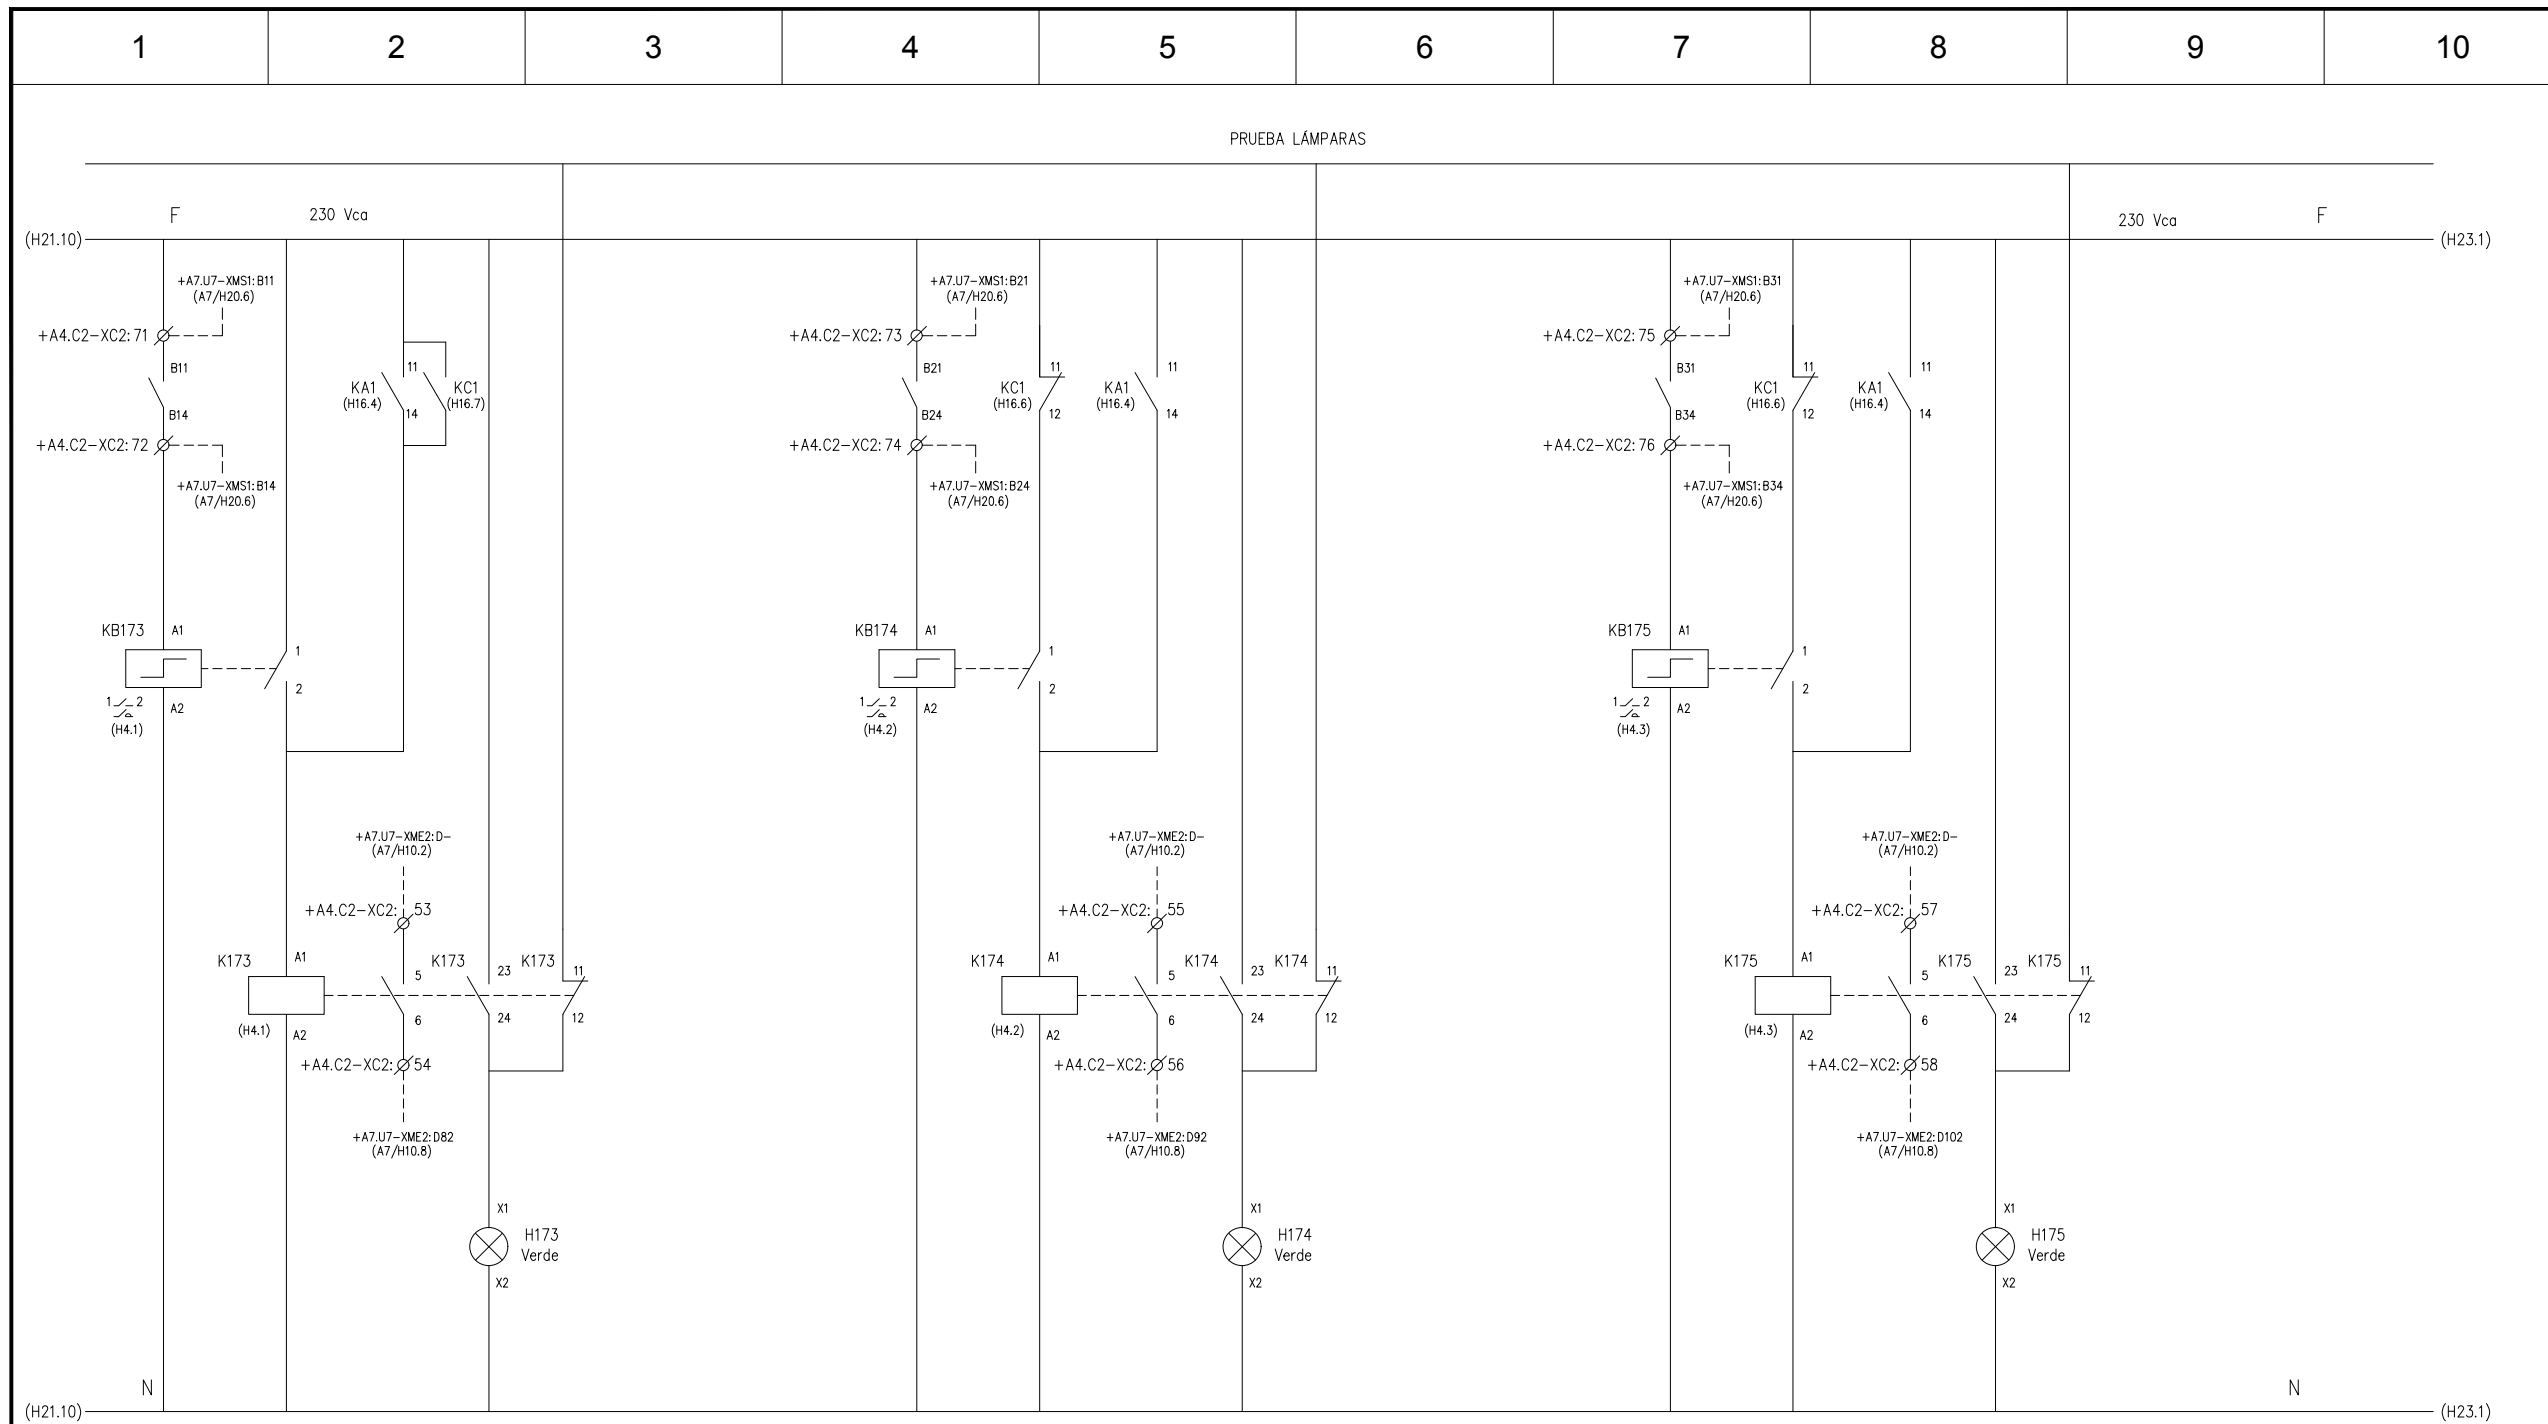 1 2 3 4 5 6 7 8 9 10
PRUEBA LÁMPARAS
F 230 Vca 230 Vca F
(H21.10) (H23.1)
+A7.U7-XMS1:B11 +A7.U7-XMS1:B21 +A7.U7-XMS1:B31
(A7/H20.6) (A7/H20.6) (A7/H20.6)
+A4.C2-XC2:71 +A4.C2-XC2:73 +A4.C2-XC2:75
B11 11 B21 11 11 B31 11 11
KA1 KC1 KC1 KA1 KC1 KA1
(H16.4) (H16.7) (H16.6) (H16.4) (H16.6) (H16.4)
B14 14 B24 12 14 B34 12 14
+A4.C2-XC2:72 +A4.C2-XC2:74 +A4.C2-XC2:76
+A7.U7-XMS1:B14 +A7.U7-XMS1:B24 +A7.U7-XMS1:B34
(A7/H20.6) (A7/H20.6) (A7/H20.6)
KB173 A1 KB174 A1 KB175 A1
1 1 1
2 2 2
1 2 A2 1 2 A2 1 2 A2
(H4.1) (H4.2) (H4.3)
+A7.U7-XME2:D- +A7.U7-XME2:D- +A7.U7-XME2:D-
(A7/H10.2) (A7/H10.2) (A7/H10.2)
+A4.C2-XC2: 53 +A4.C2-XC2: 55 +A4.C2-XC2: 57
K173 A1 K173 K173 K174 A1 K174 K174 K175 A1 K175 K175
5 23 11 5 23 11 5 23 11
6 24 12 6 24 12 6 24 12
(H4.1) A2 (H4.2) A2 (H4.3) A2
+A4.C2-XC2: 54 +A4.C2-XC2: 56 +A4.C2-XC2: 58
+A7.U7-XME2:D82 +A7.U7-XME2:D92 +A7.U7-XME2:D102
(A7/H10.8) (A7/H10.8) (A7/H10.8)
X1 X1 X1
H173 H174 H175
Verde Verde Verde
X2 X2 X2
N N
(H21.10) (H23.1)